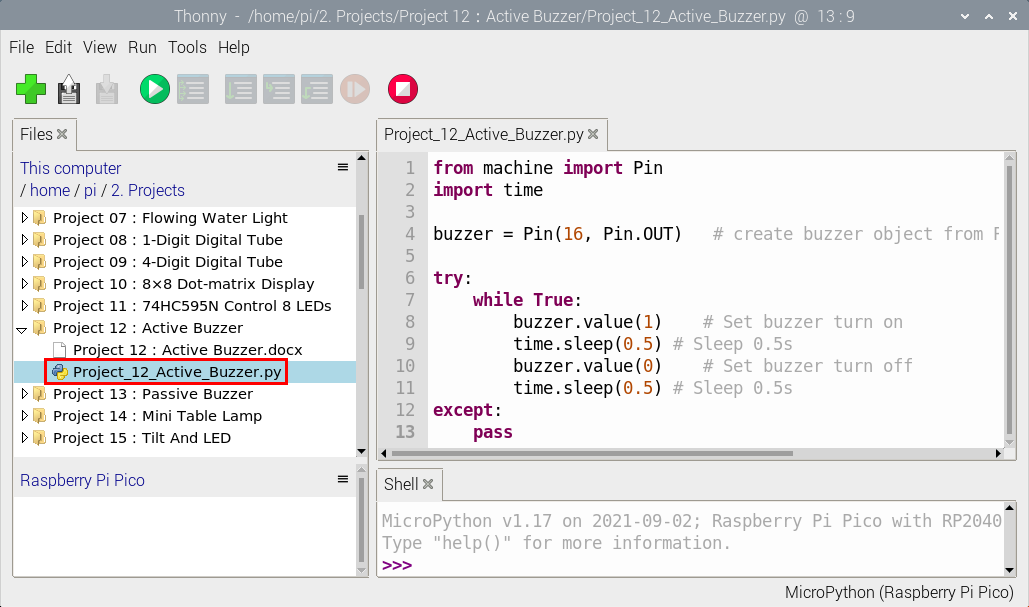 Thonny - /home/pi/2. Projects/Project 12 : Active Buzzer/Project_12_Active_Buzzer.py @ 13 : 9
File Edit View Run Tools Help
Files
This computer
/ home / pi / 2. Projects
Project 07 : Flowing Water Light
Project 08 : 1-Digit Digital Tube
Project 09 : 4-Digit Digital Tube
Project 10 : 8×8 Dot-matrix Display
Project 11 : 74HC595N Control 8 LEDs
Project 12 : Active Buzzer
Project 12 : Active Buzzer.docx
Project_12_Active_Buzzer.py
Project 13 : Passive Buzzer
Project 14 : Mini Table Lamp
Project 15 : Tilt And LED
Raspberry Pi Pico
Project_12_Active_Buzzer.py
1 from machine import Pin
2 import time
3
4 buzzer = Pin(16, Pin.OUT)   # create buzzer object from
5
6 try:
7     while True:
8         buzzer.value(1)    # Set buzzer turn on
9         time.sleep(0.5) # Sleep 0.5s
10         buzzer.value(0)    # Set buzzer turn off
11         time.sleep(0.5) # Sleep 0.5s
12 except:
13     pass
Shell
MicroPython v1.17 on 2021-09-02; Raspberry Pi Pico with RP2040
Type "help()" for more information.
>>>
MicroPython (Raspberry Pi Pico)